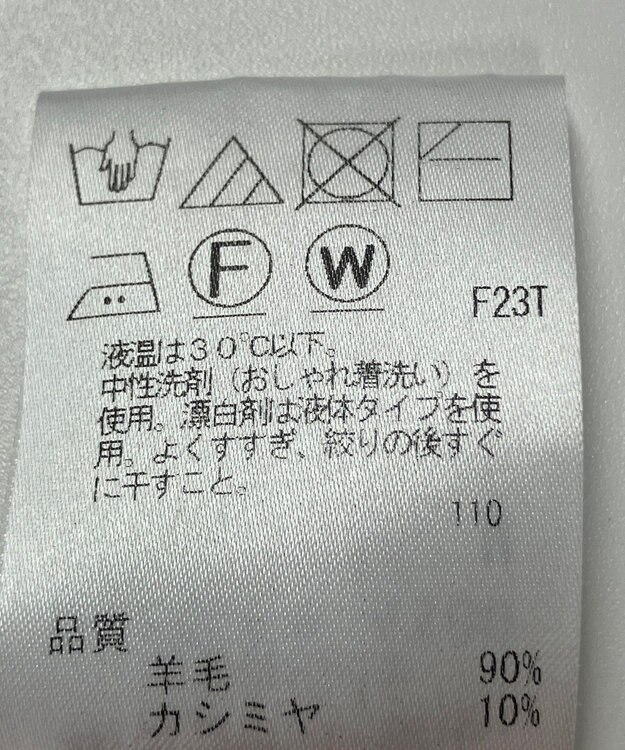 F W F23T
液温は30℃以下。
中性洗剤（おしゃれ着洗い）を
使用。漂白剤は液体タイプを使
用。よくすすぎ、絞りの後すぐ
に干すこと。
110
品質
羊毛 90%
カシミヤ 10%